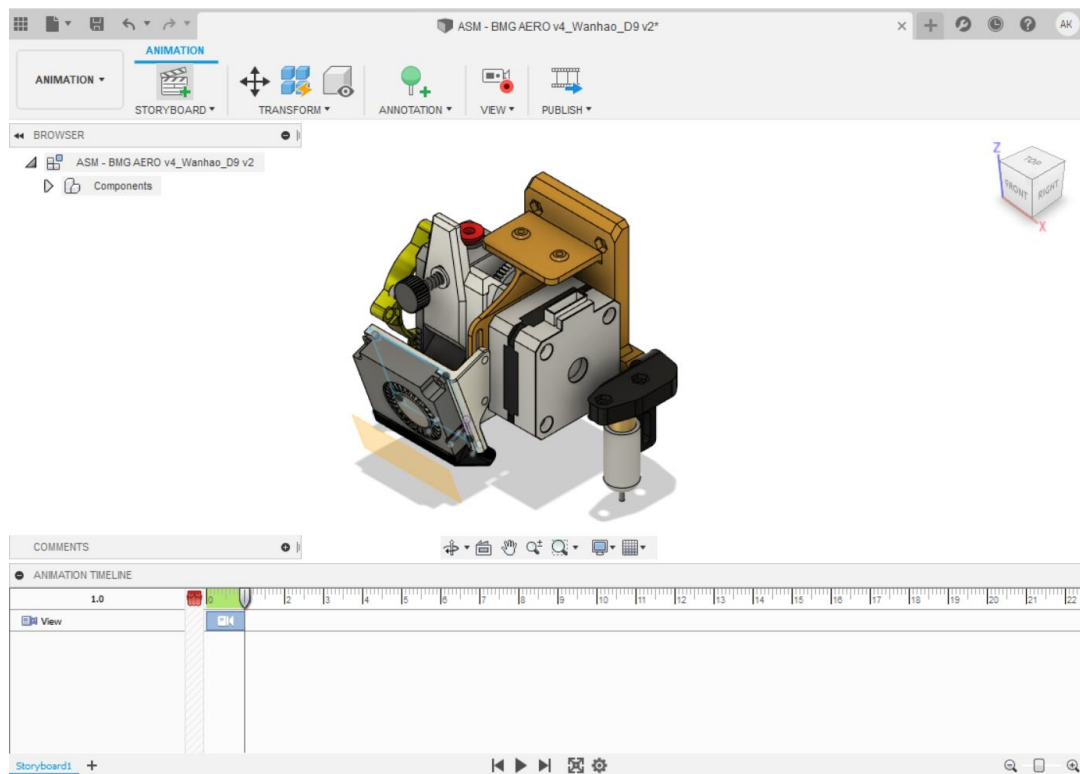 ASM - BMG AERO v4_Wanhao_D9 v2*
AK
ANIMATION
ANIMATION
STORYBOARD
TRANSFORM
ANNOTATION
VIEW
PUBLISH
BROWSER
ASM - BMG AERO v4_Wanhao_D9 v2
Components
Z
TOP
FRONT
RIGHT
X
COMMENTS
ANIMATION TIMELINE
1.0
0 2 3 4 5 6 7 8 9 10 11 12 13 14 15 16 17 18 19 20 21 22
View
Storyboard1 +